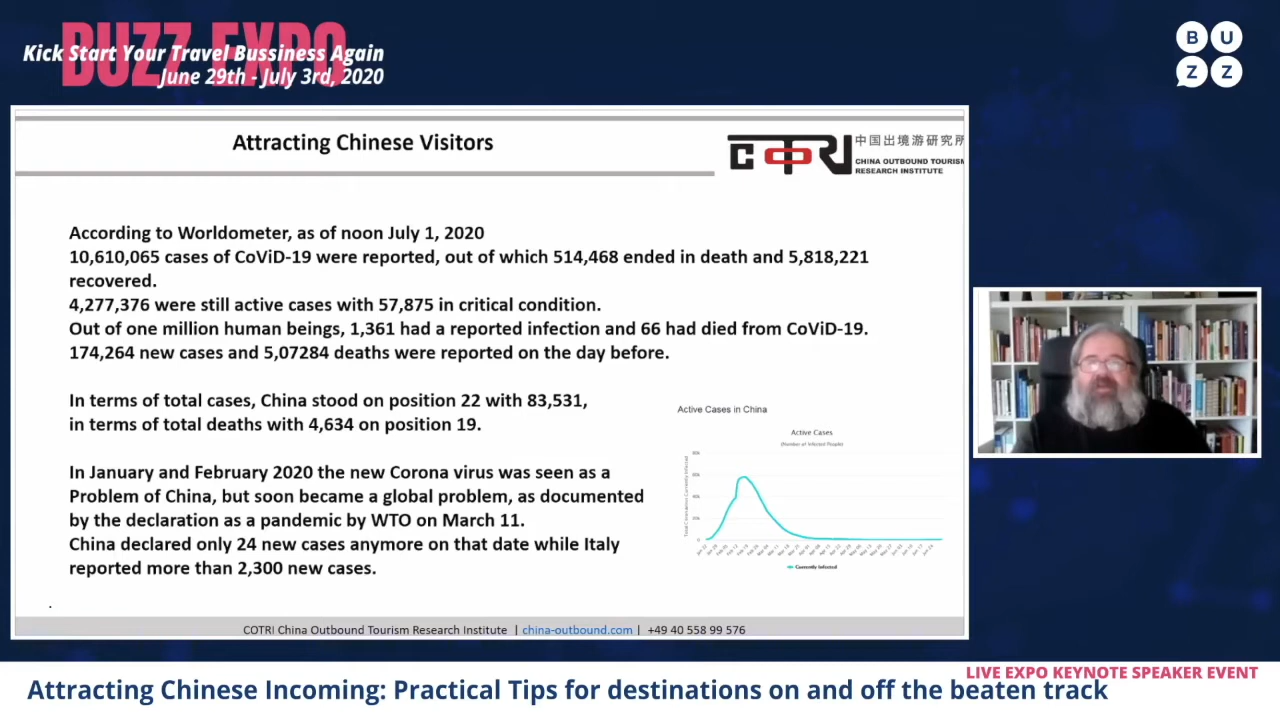 BUZZ EXPO
Kick Start Your Travel Bussiness Again
June 29th - July 3rd, 2020
B U
Z Z
Attracting Chinese Visitors
COTRI
中国出境游研究所
CHINA OUTBOUND TOURISM
RESEARCH INSTITUTE
According to Worldometer, as of noon July 1, 2020
10,610,065 cases of CoViD-19 were reported, out of which 514,468 ended in death and 5,818,221
recovered.
4,277,376 were still active cases with 57,875 in critical condition.
Out of one million human beings, 1,361 had a reported infection and 66 had died from CoViD-19.
174,264 new cases and 5,07284 deaths were reported on the day before.
In terms of total cases, China stood on position 22 with 83,531,
in terms of total deaths with 4,634 on position 19.
In January and February 2020 the new Corona virus was seen as a
Problem of China, but soon became a global problem, as documented
by the declaration as a pandemic by WTO on March 11.
China declared only 24 new cases anymore on that date while Italy
reported more than 2,300 new cases.
.
Active Cases in China
Active Cases
(Number of Infected People)
Currently Infected
COTRI China Outbound Tourism Research Institute | china-outbound.com | +49 40 558 99 576
LIVE EXPO KEYNOTE SPEAKER EVENT
Attracting Chinese Incoming: Practical Tips for destinations on and off the beaten track